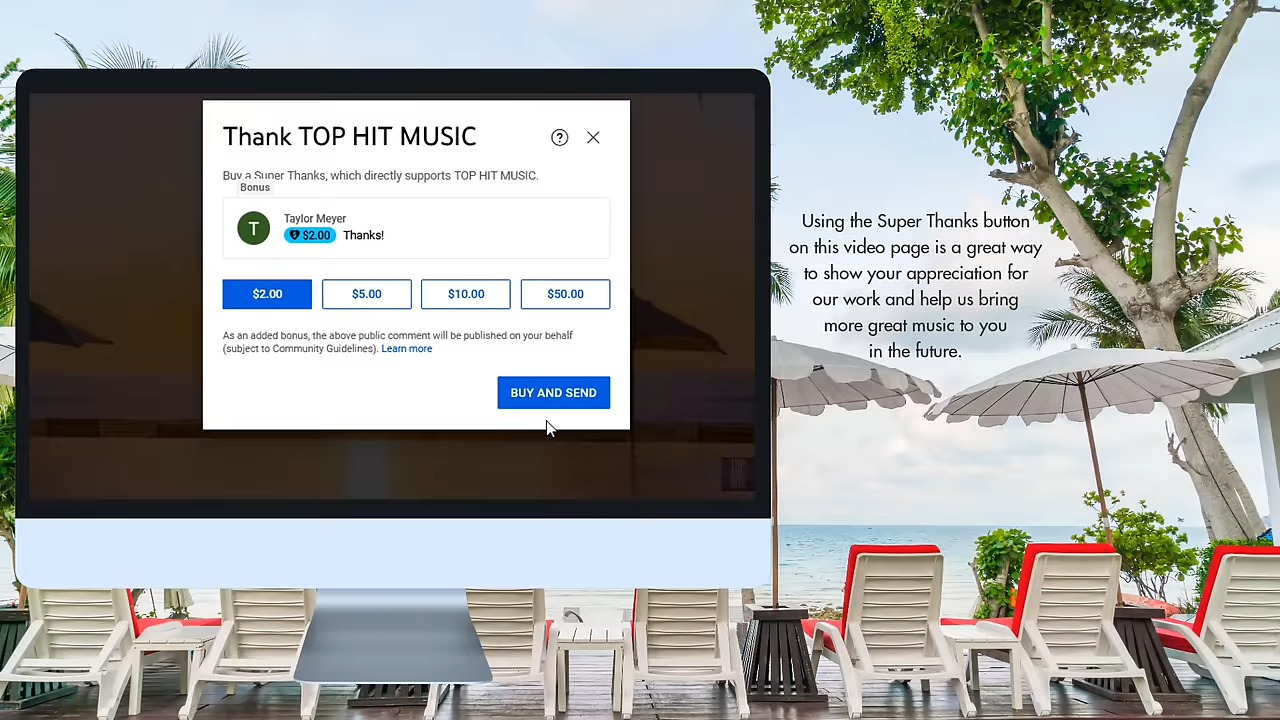 Thank TOP HIT MUSIC
Buy a Super Thanks, which directly supports TOP HIT MUSIC.
Bonus
T
Taylor Meyer
$2.00 Thanks!
$2.00 $5.00 $10.00 $50.00
As an added bonus, the above public comment will be published on your behalf
(subject to Community Guidelines). Learn more
BUY AND SEND
Using the Super Thanks button
on this video page is a great way
to show your appreciation for
our work and help us bring
more great music to you
in the future.